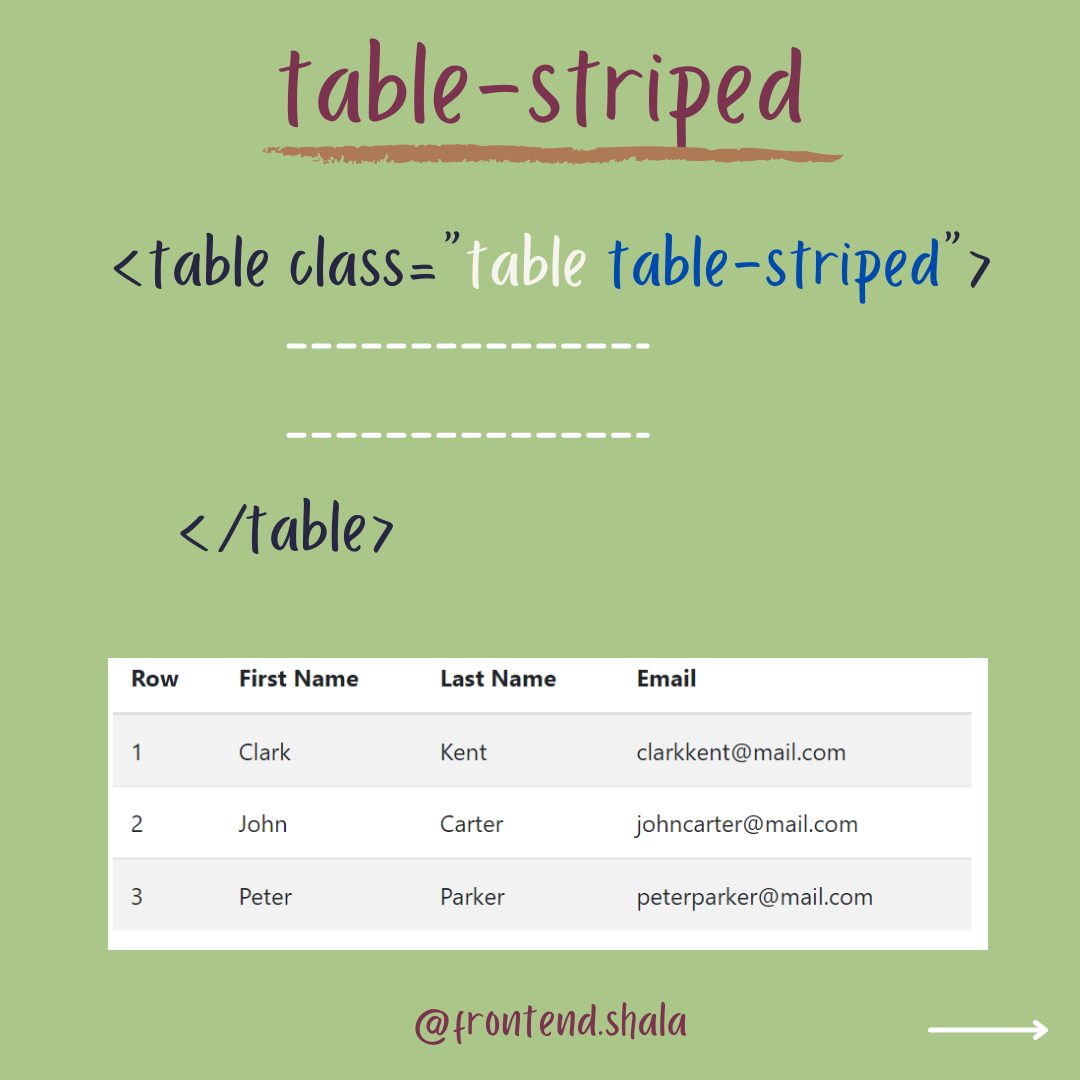 table-striped
<table class="table table-striped">
</table>
Row First Name Last Name Email
1 Clark Kent clarkkent@mail.com
2 John Carter johncarter@mail.com
3 Peter Parker peterparker@mail.com
@frontend.shala